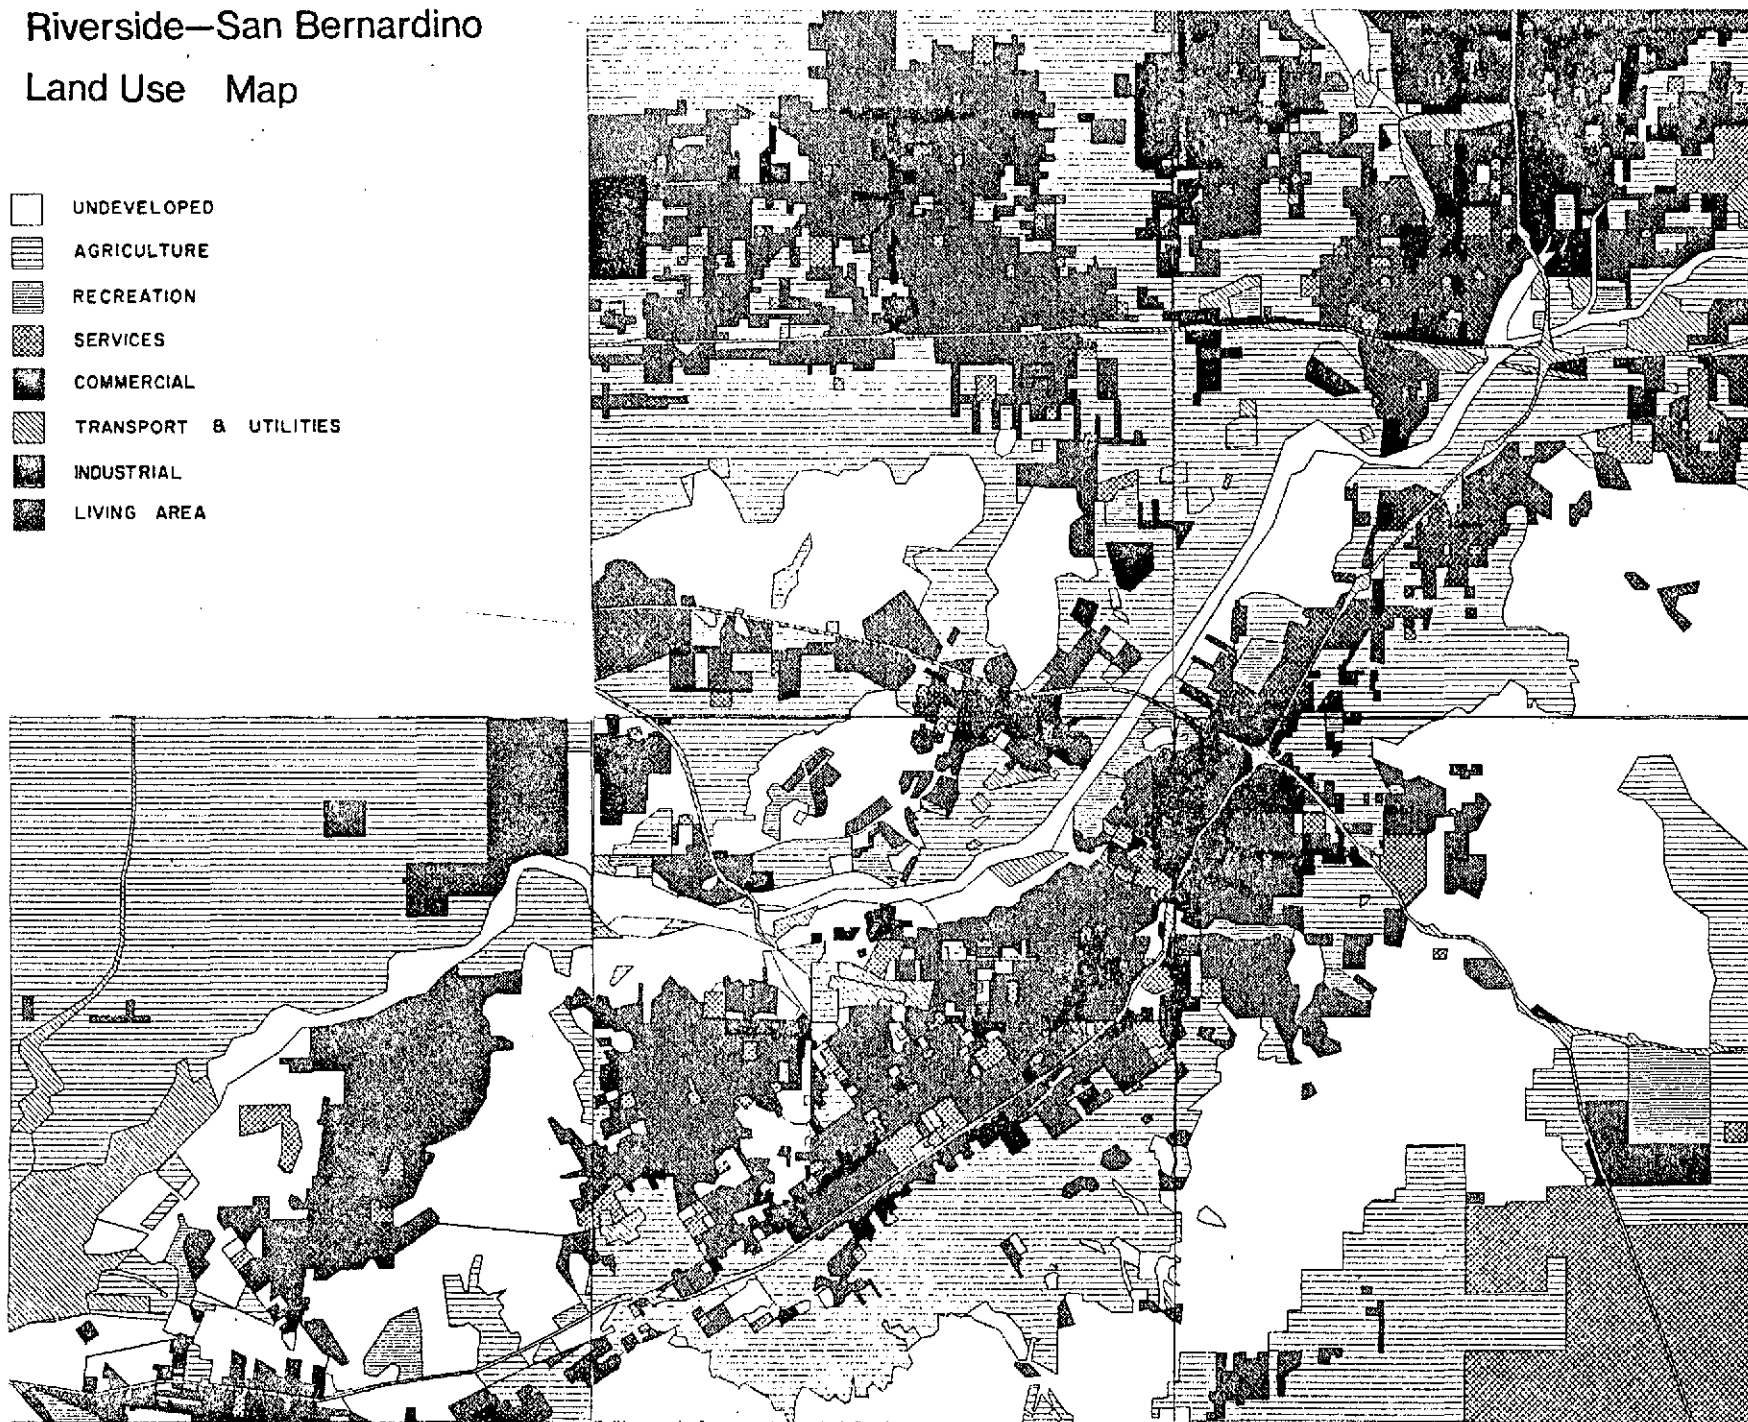 Riverside—San Bernardino
Land Use Map
UNDEVELOPED
AGRICULTURE
RECREATION
SERVICES
COMMERCIAL
TRANSPORT & UTILITIES
INDUSTRIAL
LIVING AREA